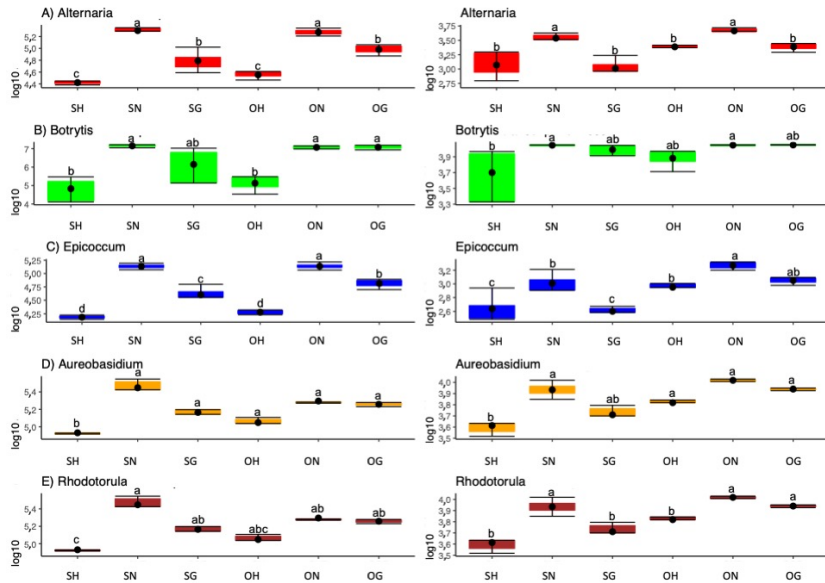 A) Alternaria
log10
5,2
4,8
4,6
4,4
c a b c a b
SH SN SG OH ON OG
Alternaria
log10
3,75
3,50
3,25
3,00
2,75
b a b b a b
SH SN SG OH ON OG
B) Botrytis
log10
7
6
5
4
b a ab b a a
SH SN SG OH ON OG
Botrytis
log10
3,9
3,7
3,5
3,3
b a ab ab a ab
SH SN SG OH ON OG
C) Epicoccum
log10
5,25
5,00
4,75
4,50
4,25
d a c d a b
SH SN SG OH ON OG
Epicoccum
log10
3,2
3,0
2,8
2,6
c b c b a ab
SH SN SG OH ON OG
D) Aureobasidium
log10
5,4
5,2
5,0
b a a a a a
SH SN SG OH ON OG
Aureobasidium
log10
4,0
3,9
3,8
3,7
3,6
3,5
b a ab a a a
SH SN SG OH ON OG
E) Rhodotorula
log10
5,4
5,0
c a ab abc ab ab
SH SN SG OH ON OG
Rhodotorula
log10
4,0
3,9
3,8
3,7
3,6
3,5
b a b b a a
SH SN SG OH ON OG